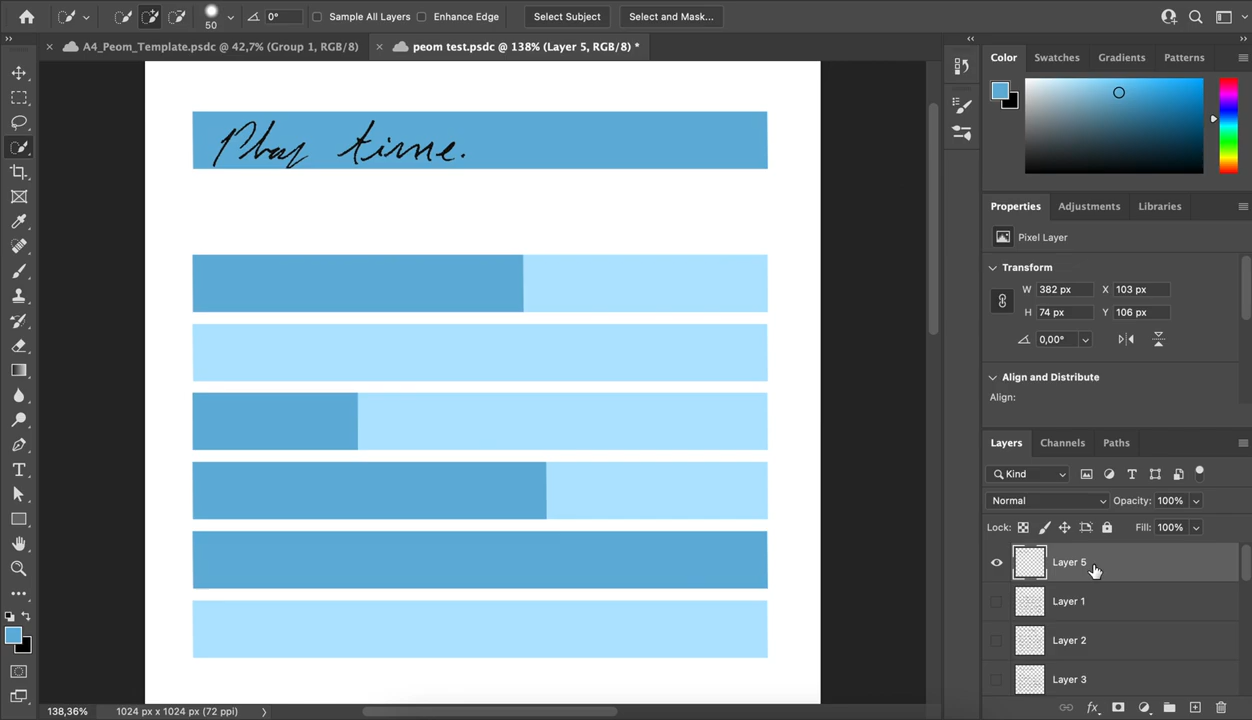 50 0° Sample All Layers Enhance Edge Select Subject Select and Mask...
A4_Peom_Template.psdc @ 42,7% (Group 1, RGB/8) peom test.psdc @ 138% (Layer 5, RGB/8) *
Play time.
138,36% 1024 px x 1024 px (72 ppi)
Color Swatches Gradients Patterns
Properties Adjustments Libraries
Pixel Layer
Transform
W 382 px X 103 px
H 74 px Y 106 px
0,00°
Align and Distribute
Align:
Layers Channels Paths
Kind
Normal Opacity: 100%
Lock: Fill: 100%
Layer 5
Layer 1
Layer 2
Layer 3